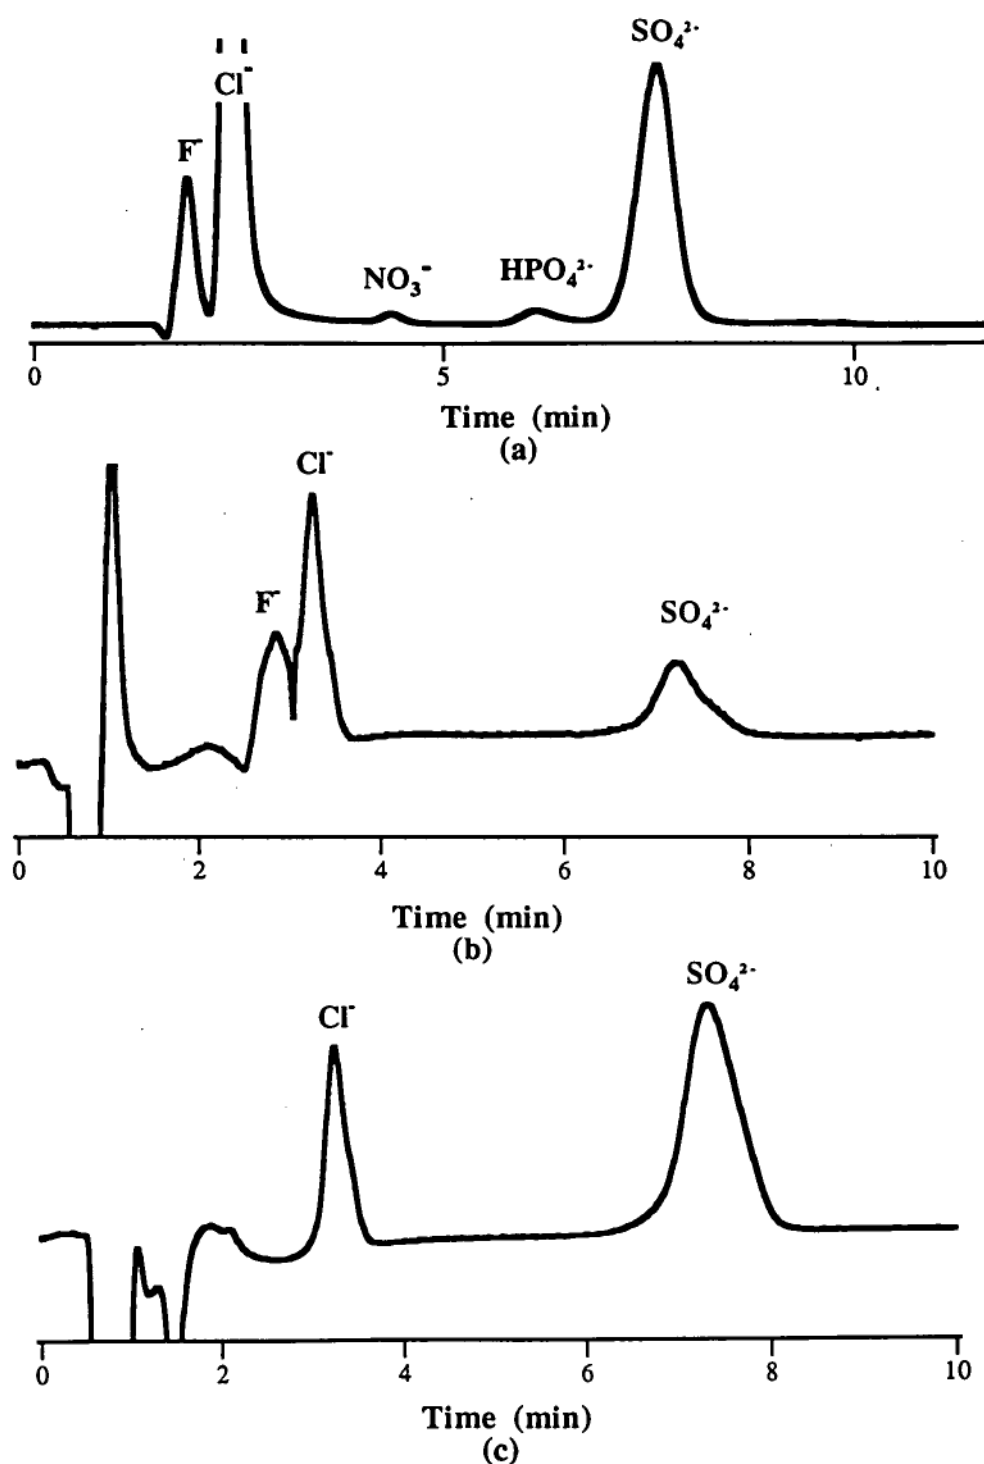 SO₄²⁻
Cl⁻
F⁻
NO₃⁻
HPO₄²⁻
0 5 10
Time (min)
(a)
Cl⁻
F⁻
SO₄²⁻
0 2 4 6 8 10
Time (min)
(b)
SO₄²⁻
Cl⁻
0 2 4 6 8 10
Time (min)
(c)